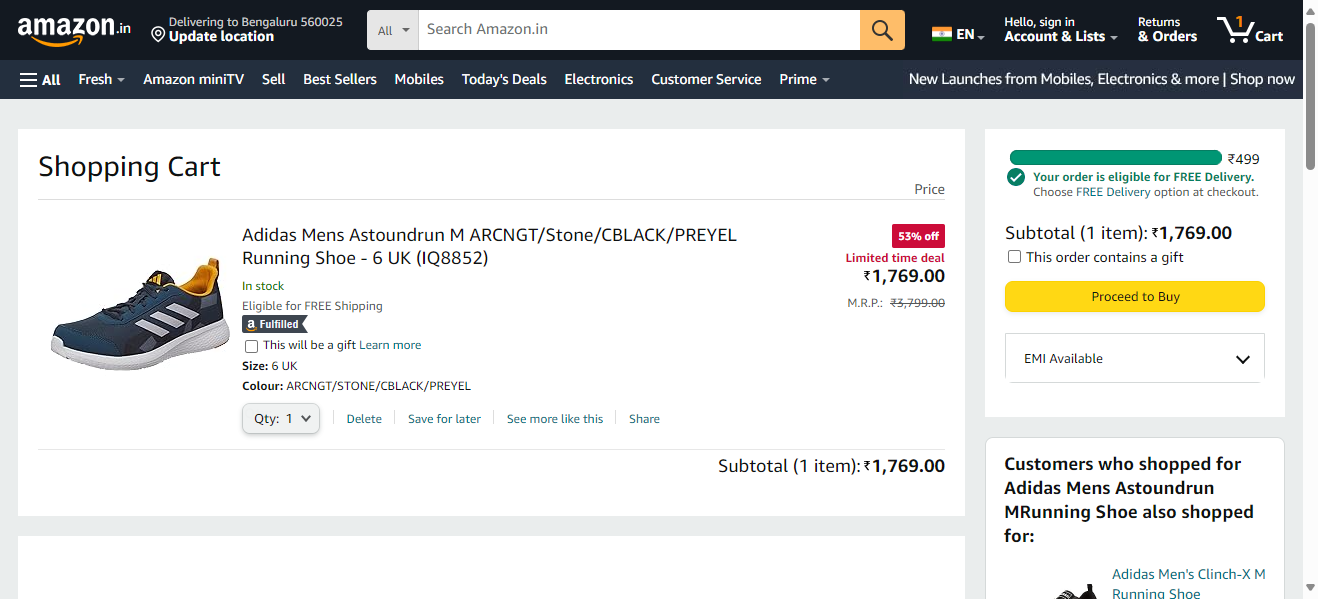 amazon.in
Delivering to Bengaluru 560025
Update location
All
Search Amazon.in
EN
Hello, sign in
Account & Lists
Returns
& Orders
1
Cart
All
Fresh
Amazon miniTV
Sell
Best Sellers
Mobiles
Today's Deals
Electronics
Customer Service
Prime
New Launches from Mobiles, Electronics & more | Shop now
Shopping Cart
Price
Adidas Mens Astoundrun M ARCNGT/Stone/CBLACK/PREYEL
Running Shoe - 6 UK (IQ8852)
In stock
Eligible for FREE Shipping
a Fulfilled
This will be a gift Learn more
Size: 6 UK
Colour: ARCNGT/STONE/CBLACK/PREYEL
Qty: 1
Delete
Save for later
See more like this
Share
53% off
Limited time deal
₹1,769.00
M.R.P.: ₹3,799.00
Subtotal (1 item): ₹1,769.00
₹499
Your order is eligible for FREE Delivery.
Choose FREE Delivery option at checkout.
Subtotal (1 item): ₹1,769.00
This order contains a gift
Proceed to Buy
EMI Available
Customers who shopped for
Adidas Mens Astoundrun
MRunning Shoe also shopped
for:
Adidas Men's Clinch-X M
Running Shoe